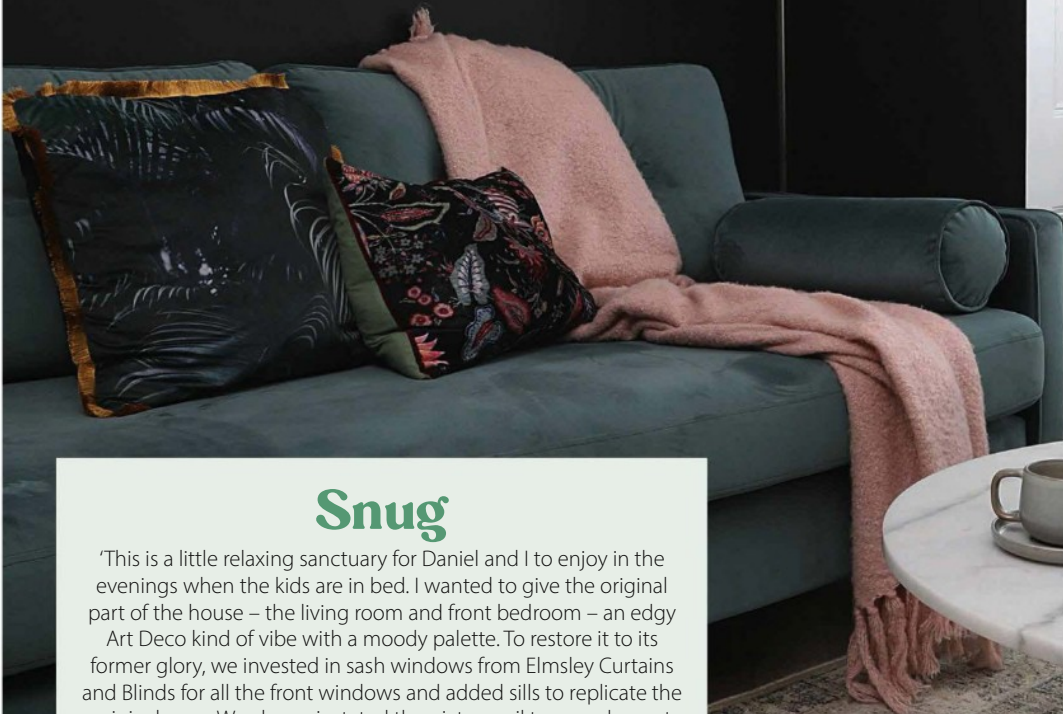 Snug
‘This is a little relaxing sanctuary for Daniel and I to enjoy in the
evenings when the kids are in bed. I wanted to give the original
part of the house – the living room and front bedroom – an edgy
Art Deco kind of vibe with a moody palette. To restore it to its
former glory, we invested in sash windows from Elmsley Curtains
and Blinds for all the front windows and added sills to replicate the